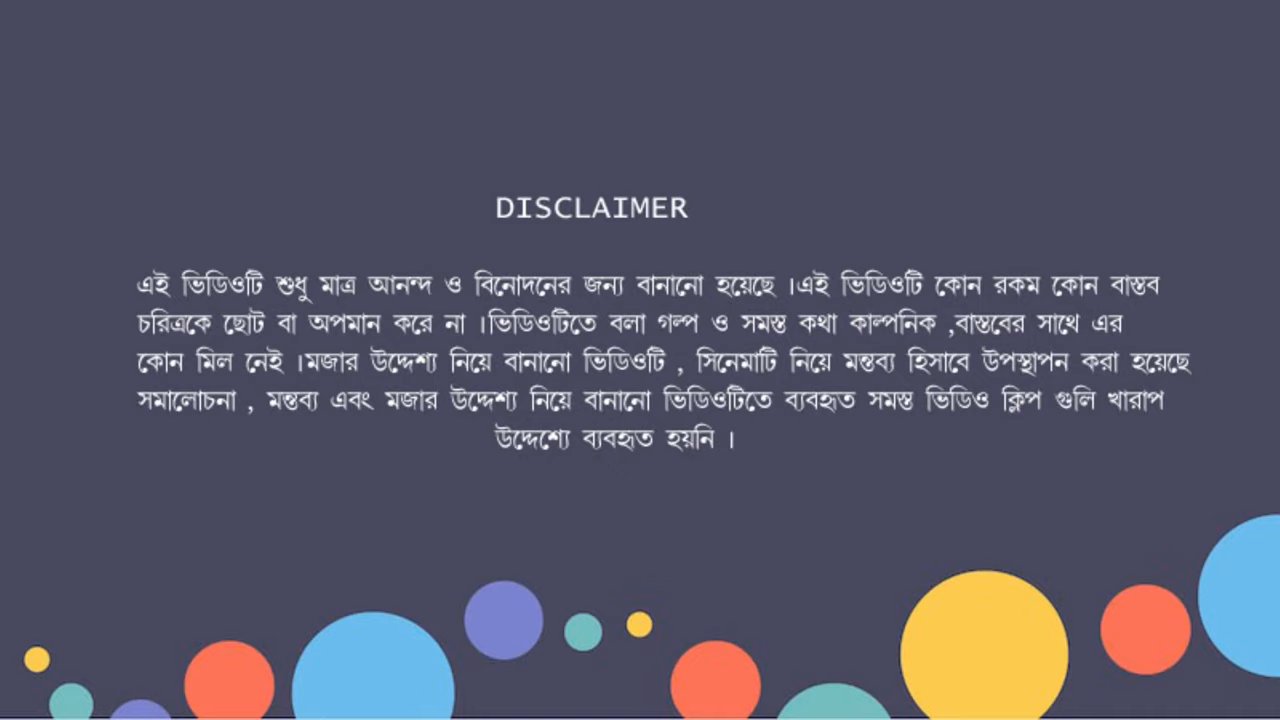 DISCLAIMER
এই ভিডিওটি শুধু মাত্র আনন্দ ও বিনোদনের জন্য বানানো হয়েছে ।এই ভিডিওটি কোন রকম কোন বাস্তব
চরিত্রকে ছোট বা অপমান করে না ।ভিডিওটিতে বলা গল্প ও সমস্ত কথা কাল্পনিক ,বাস্তবের সাথে এর
কোন মিল নেই ।মজার উদ্দেশ্য নিয়ে বানানো ভিডিওটি , সিনেমাটি নিয়ে মন্তব্য হিসাবে উপস্থাপন করা হয়েছে
সমালোচনা , মন্তব্য এবং মজার উদ্দেশ্য নিয়ে বানানো ভিডিওটিতে ব্যবহৃত সমস্ত ভিডিও ক্লিপ গুলি খারাপ
উদ্দেশ্যে ব্যবহৃত হয়নি ।